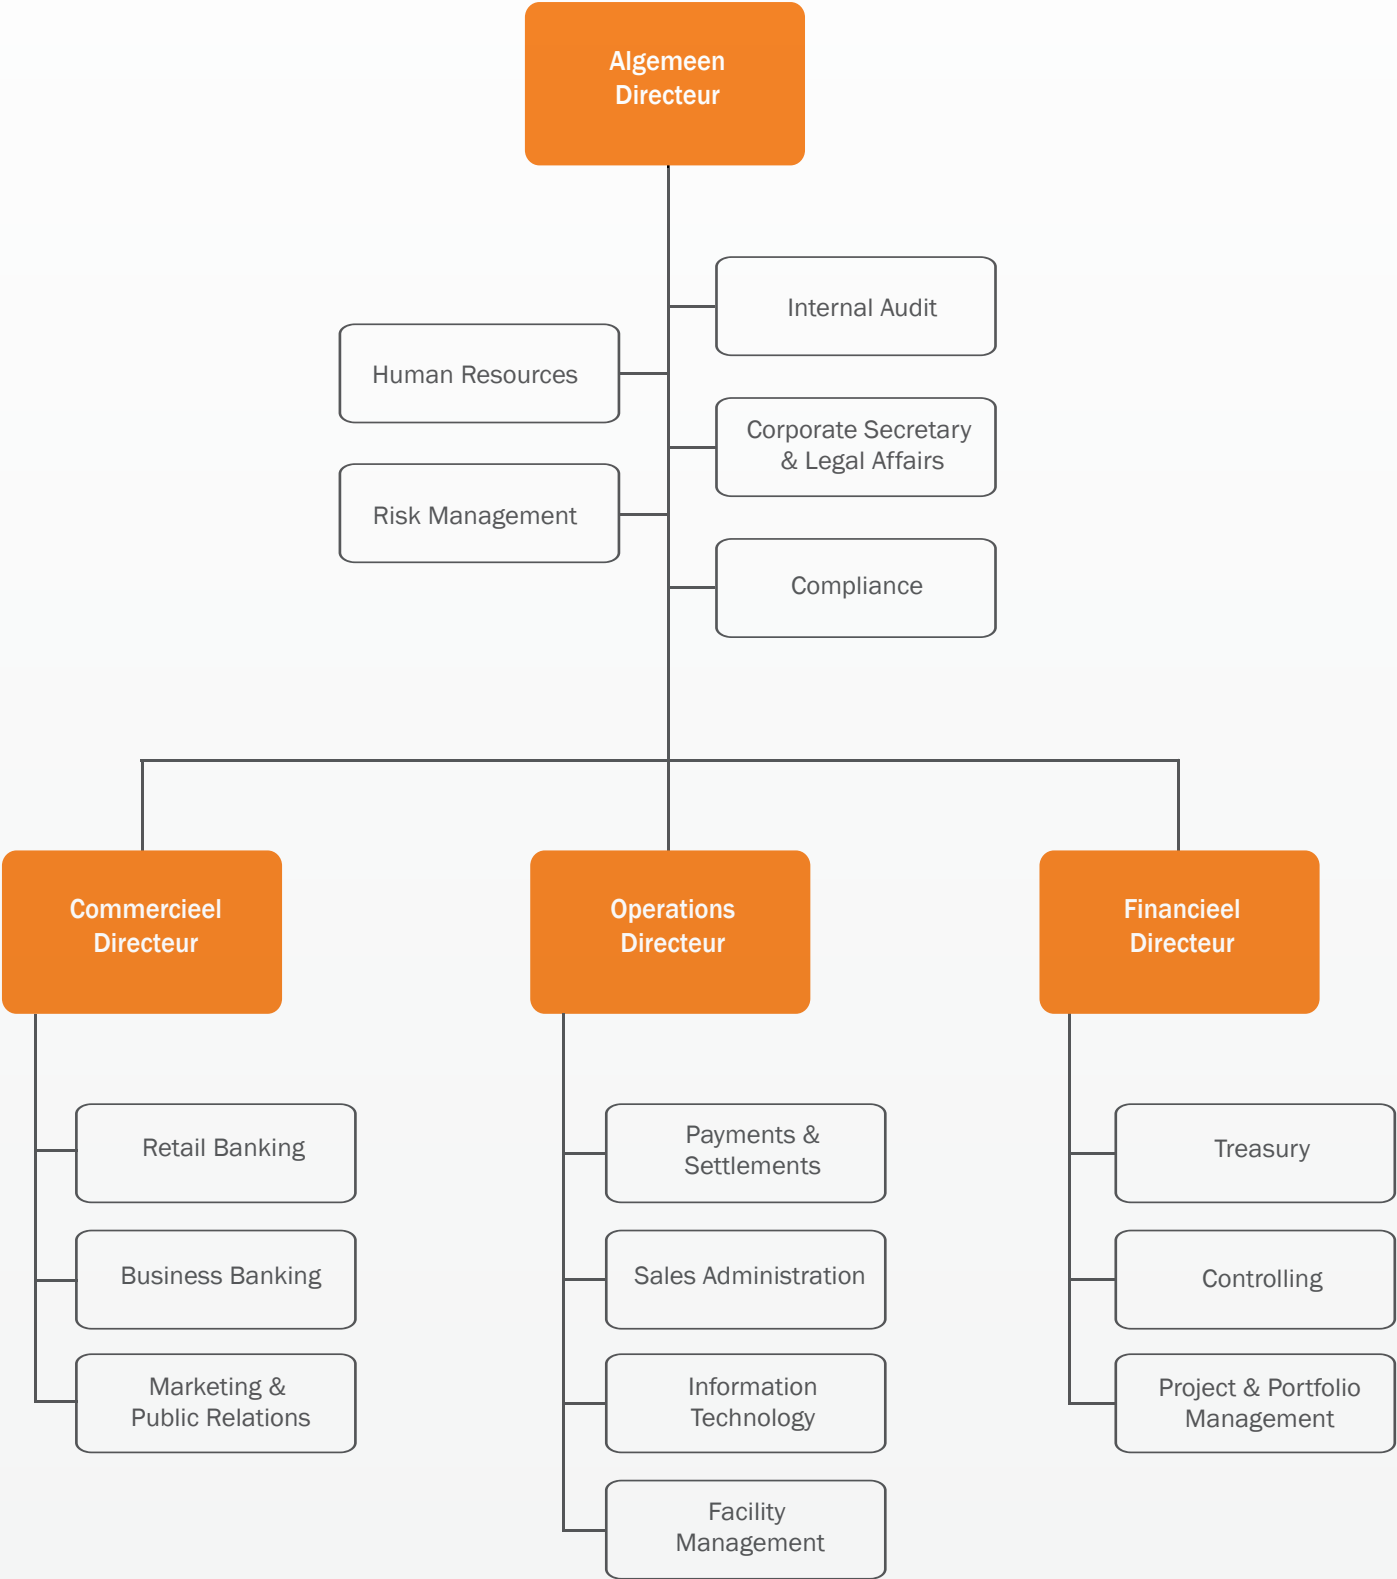 Algemeen
Directeur
Internal Audit
Human Resources
Corporate Secretary
& Legal Affairs
Risk Management
Compliance
Commercieel
Directeur
Operations
Directeur
Financieel
Directeur
Retail Banking
Business Banking
Marketing &
Public Relations
Payments &
Settlements
Sales Administration
Information
Technology
Facility
Management
Treasury
Controlling
Project & Portfolio
Management